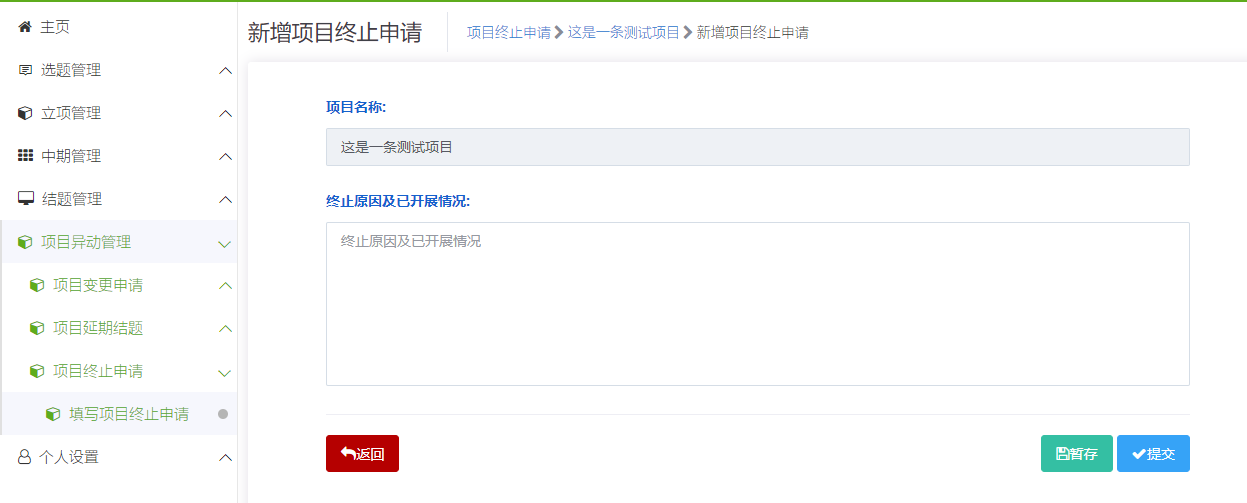 主页
选题管理
立项管理
中期管理
结题管理
项目异动管理
项目变更申请
项目延期结题
项目终止申请
填写项目终止申请
个人设置
新增项目终止申请
项目终止申请 这是一条测试项目 新增项目终止申请
项目名称:
这是一条测试项目
终止原因及已开展情况:
终止原因及已开展情况
返回
暂存
提交